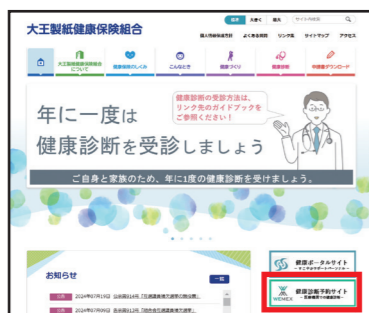 大王製紙健康保険組合
標準 大きく 最大 サイト内検索
個人情報保護方針 よくある質問 リンク集 サイトマップ アクセス
大王製紙健康保険組合について 健康保険のしくみ こんなとき 健康づくり 健康診断 申請書ダウンロード
健康診断の受診方法は、
リンク先のガイドブックを
ご参照ください!
年に一度は
健康診断を受診しましょう
ご自身と家族のため、年に1度の健康診断を受けましょう。
お知らせ
一覧
2024年07月19日
2024年07月09日
健康ポータルサイト
健康診断予約サイト
WEMEX